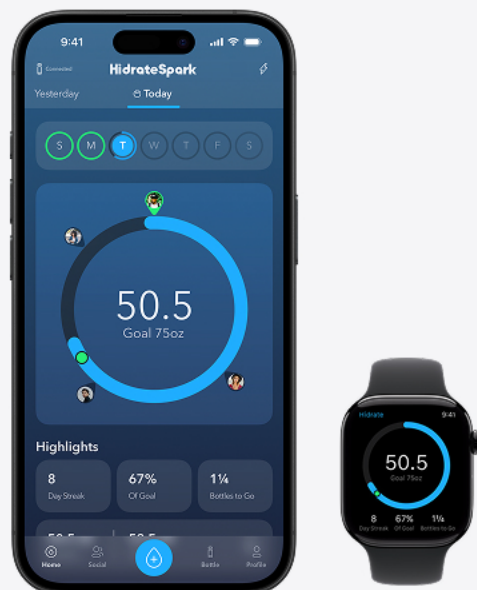 9:41
Connected
HidrateSpark
Yesterday
Today
S M T W T F S
50.5
Goal 75oz
Highlights
8
Day Streak
67%
Of Goal
1¼
Bottles to Go
Home
Social
Bottle
Profile
Hidrate
9:41
50.5
Goal 75oz
8
Day Streak
67%
Of Goal
1¼
Bottles to Go